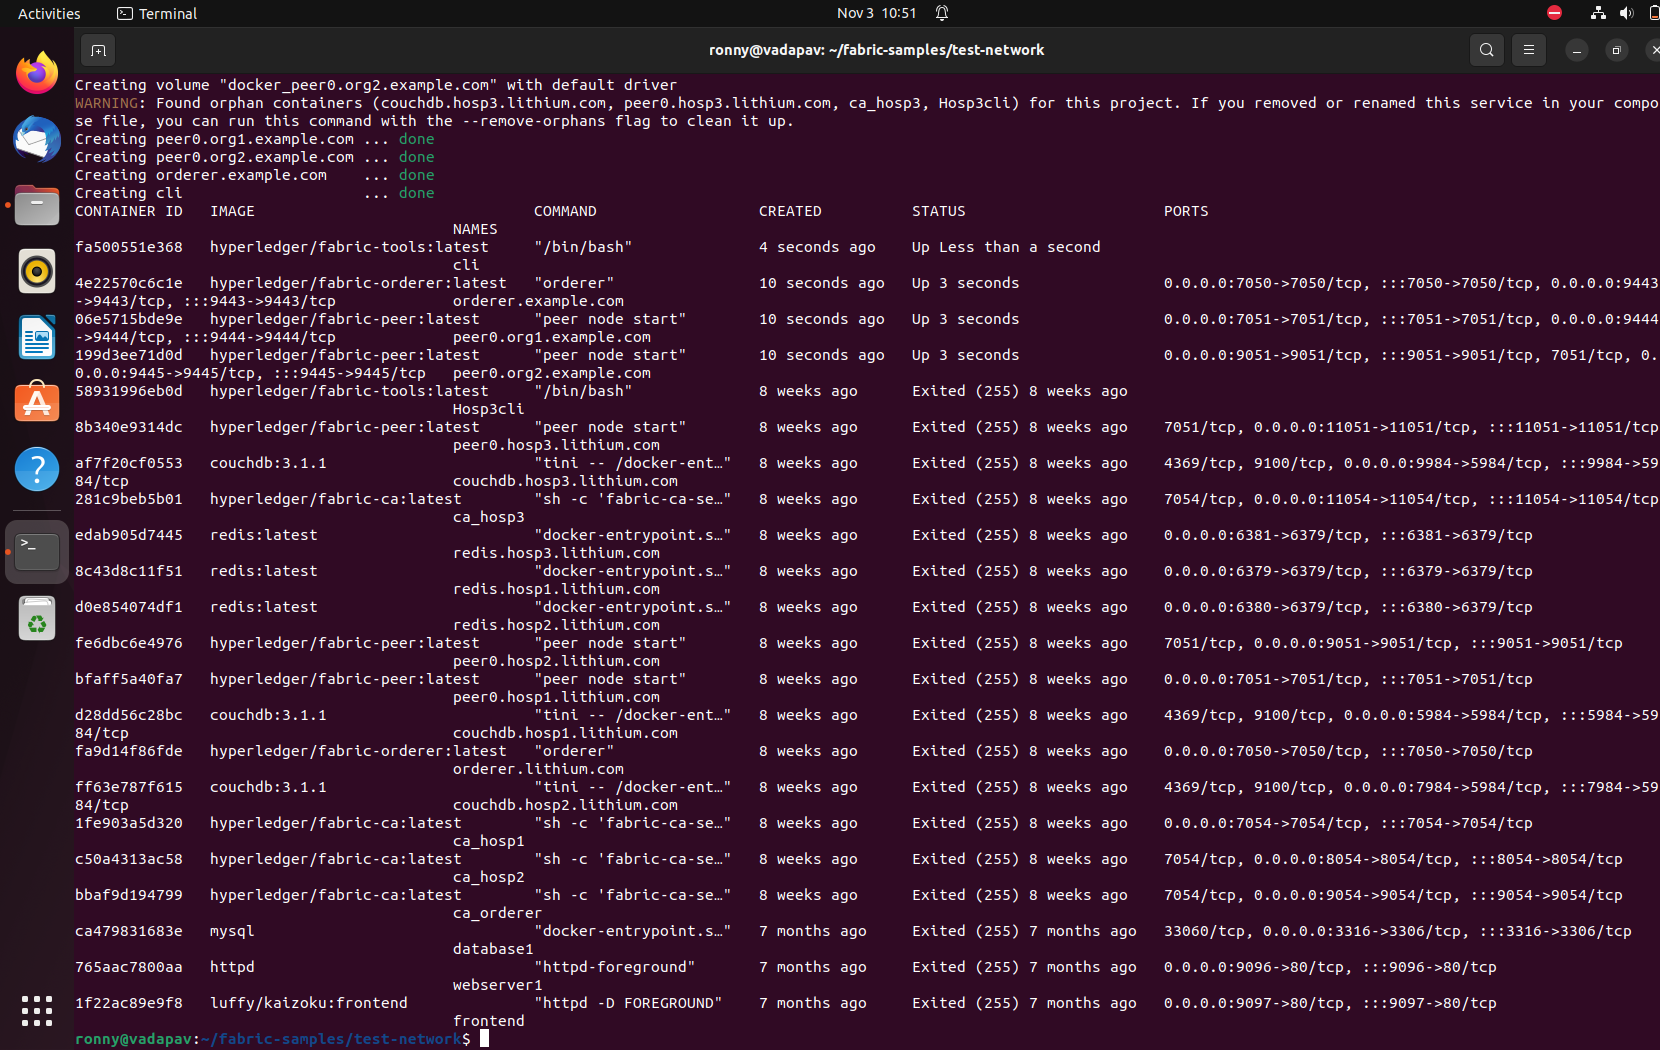 Activities Terminal Nov 3 10:51
ronny@vadapav: ~/fabric-samples/test-network
Creating volume "docker_peer0.org2.example.com" with default driver
WARNING: Found orphan containers (couchdb.hosp3.lithium.com, peer0.hosp3.lithium.com, ca_hosp3, Hosp3cli) for this project. If you removed or renamed this service in your compo
se file, you can run this command with the --remove-orphans flag to clean it up.
Creating peer0.org1.example.com ... done
Creating peer0.org2.example.com ... done
Creating orderer.example.com    ... done
Creating cli                    ... done
CONTAINER ID   IMAGE                               COMMAND                  CREATED          STATUS                      PORTS
NAMES
fa500551e368   hyperledger/fabric-tools:latest     "/bin/bash"              4 seconds ago    Up Less than a second
cli
4e22570c6c1e   hyperledger/fabric-orderer:latest   "orderer"                10 seconds ago   Up 3 seconds                0.0.0.0:7050->7050/tcp, :::7050->7050/tcp, 0.0.0.0:9443
->9443/tcp, :::9443->9443/tcp             orderer.example.com
06e5715bde9e   hyperledger/fabric-peer:latest      "peer node start"        10 seconds ago   Up 3 seconds                0.0.0.0:7051->7051/tcp, :::7051->7051/tcp, 0.0.0.0:9444
->9444/tcp, :::9444->9444/tcp             peer0.org1.example.com
199d3ee71d0d   hyperledger/fabric-peer:latest      "peer node start"        10 seconds ago   Up 3 seconds                0.0.0.0:9051->9051/tcp, :::9051->9051/tcp, 7051/tcp, 0.
0.0.0:9445->9445/tcp, :::9445->9445/tcp   peer0.org2.example.com
58931996eb0d   hyperledger/fabric-tools:latest     "/bin/bash"              8 weeks ago      Exited (255) 8 weeks ago
Hosp3cli
8b340e9314dc   hyperledger/fabric-peer:latest      "peer node start"        8 weeks ago      Exited (255) 8 weeks ago    7051/tcp, 0.0.0.0:11051->11051/tcp, :::11051->11051/tcp
peer0.hosp3.lithium.com
af7f20cf0553   couchdb:3.1.1                       "tini -- /docker-ent…"   8 weeks ago      Exited (255) 8 weeks ago    4369/tcp, 9100/tcp, 0.0.0.0:9984->5984/tcp, :::9984->59
84/tcp                                    couchdb.hosp3.lithium.com
281c9beb5b01   hyperledger/fabric-ca:latest        "sh -c 'fabric-ca-se…"   8 weeks ago      Exited (255) 8 weeks ago    7054/tcp, 0.0.0.0:11054->11054/tcp, :::11054->11054/tcp
ca_hosp3
edab905d7445   redis:latest                        "docker-entrypoint.s…"   8 weeks ago      Exited (255) 8 weeks ago    0.0.0.0:6381->6379/tcp, :::6381->6379/tcp
redis.hosp3.lithium.com
8c43d8c11f51   redis:latest                        "docker-entrypoint.s…"   8 weeks ago      Exited (255) 8 weeks ago    0.0.0.0:6379->6379/tcp, :::6379->6379/tcp
redis.hosp1.lithium.com
d0e854074df1   redis:latest                        "docker-entrypoint.s…"   8 weeks ago      Exited (255) 8 weeks ago    0.0.0.0:6380->6379/tcp, :::6380->6379/tcp
redis.hosp2.lithium.com
fe6dbc6e4976   hyperledger/fabric-peer:latest      "peer node start"        8 weeks ago      Exited (255) 8 weeks ago    7051/tcp, 0.0.0.0:9051->9051/tcp, :::9051->9051/tcp
peer0.hosp2.lithium.com
bfaff5a40fa7   hyperledger/fabric-peer:latest      "peer node start"        8 weeks ago      Exited (255) 8 weeks ago    0.0.0.0:7051->7051/tcp, :::7051->7051/tcp
peer0.hosp1.lithium.com
d28dd56c28bc   couchdb:3.1.1                       "tini -- /docker-ent…"   8 weeks ago      Exited (255) 8 weeks ago    4369/tcp, 9100/tcp, 0.0.0.0:5984->5984/tcp, :::5984->59
84/tcp                                    couchdb.hosp1.lithium.com
fa9d14f86fde   hyperledger/fabric-orderer:latest   "orderer"                8 weeks ago      Exited (255) 8 weeks ago    0.0.0.0:7050->7050/tcp, :::7050->7050/tcp
orderer.lithium.com
ff63e787f615   couchdb:3.1.1                       "tini -- /docker-ent…"   8 weeks ago      Exited (255) 8 weeks ago    4369/tcp, 9100/tcp, 0.0.0.0:7984->5984/tcp, :::7984->59
84/tcp                                    couchdb.hosp2.lithium.com
1fe903a5d320   hyperledger/fabric-ca:latest        "sh -c 'fabric-ca-se…"   8 weeks ago      Exited (255) 8 weeks ago    0.0.0.0:7054->7054/tcp, :::7054->7054/tcp
ca_hosp1
c50a4313ac58   hyperledger/fabric-ca:latest        "sh -c 'fabric-ca-se…"   8 weeks ago      Exited (255) 8 weeks ago    7054/tcp, 0.0.0.0:8054->8054/tcp, :::8054->8054/tcp
ca_hosp2
bbaf9d194799   hyperledger/fabric-ca:latest        "sh -c 'fabric-ca-se…"   8 weeks ago      Exited (255) 8 weeks ago    7054/tcp, 0.0.0.0:9054->9054/tcp, :::9054->9054/tcp
ca_orderer
ca479831683e   mysql                               "docker-entrypoint.s…"   7 months ago     Exited (255) 7 months ago   33060/tcp, 0.0.0.0:3316->3306/tcp, :::3316->3306/tcp
database1
765aac7800aa   httpd                               "httpd-foreground"       7 months ago     Exited (255) 7 months ago   0.0.0.0:9096->80/tcp, :::9096->80/tcp
webserver1
1f22ac89e9f8   luffy/kaizoku:frontend              "httpd -D FOREGROUND"    7 months ago     Exited (255) 7 months ago   0.0.0.0:9097->80/tcp, :::9097->80/tcp
frontend
ronny@vadapav:~/fabric-samples/test-network$